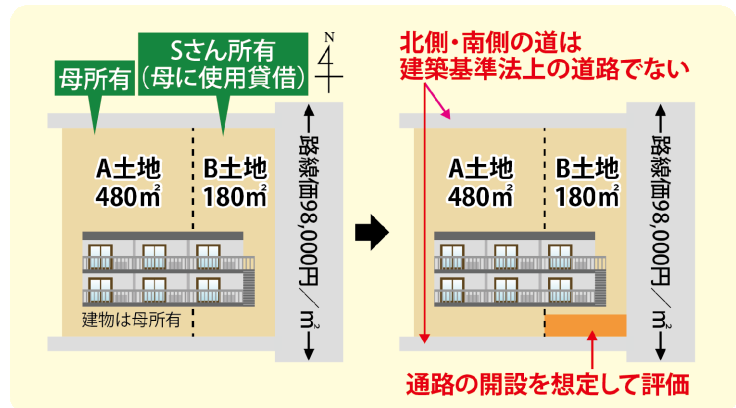 母所有
Sさん所有
(母に使用貸借)
N
A土地
480㎡
B土地
180㎡
路線価98,000円／㎡
建物は母所有
北側・南側の道は
建築基準法上の道路でない
A土地
480㎡
B土地
180㎡
路線価98,000円／㎡
通路の開設を想定して評価